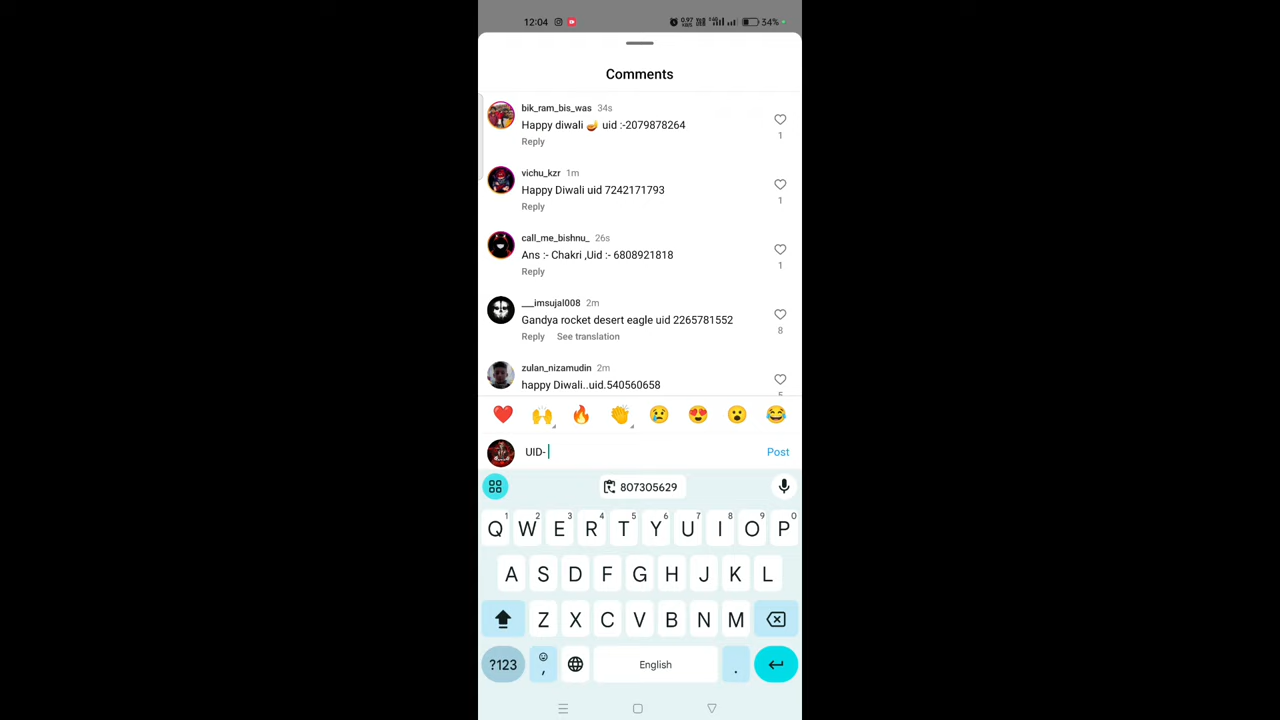 12:04
34%
Comments
bik_ram_bis_was 34s
Happy diwali 🪔 uid :-2079878264
1
Reply
vichu_kzr 1m
Happy Diwali uid 7242171793
1
Reply
call_me_bishnu_ 26s
Ans :- Chakri ,Uid :- 6808921818
1
Reply
__imsujal008 2m
Gandya rocket desert eagle uid 2265781552
8
Reply See translation
zulan_nizamudin 2m
happy Diwali..uid.540560658
❤️ 🙌 🔥 👏 😢 😍 😮 😂
UID- Post
807305629
1 2 3 4 5 6 7 8 9 0
Q W E R T Y U I O P
A S D F G H J K L
Z X C V B N M
?123 , English .